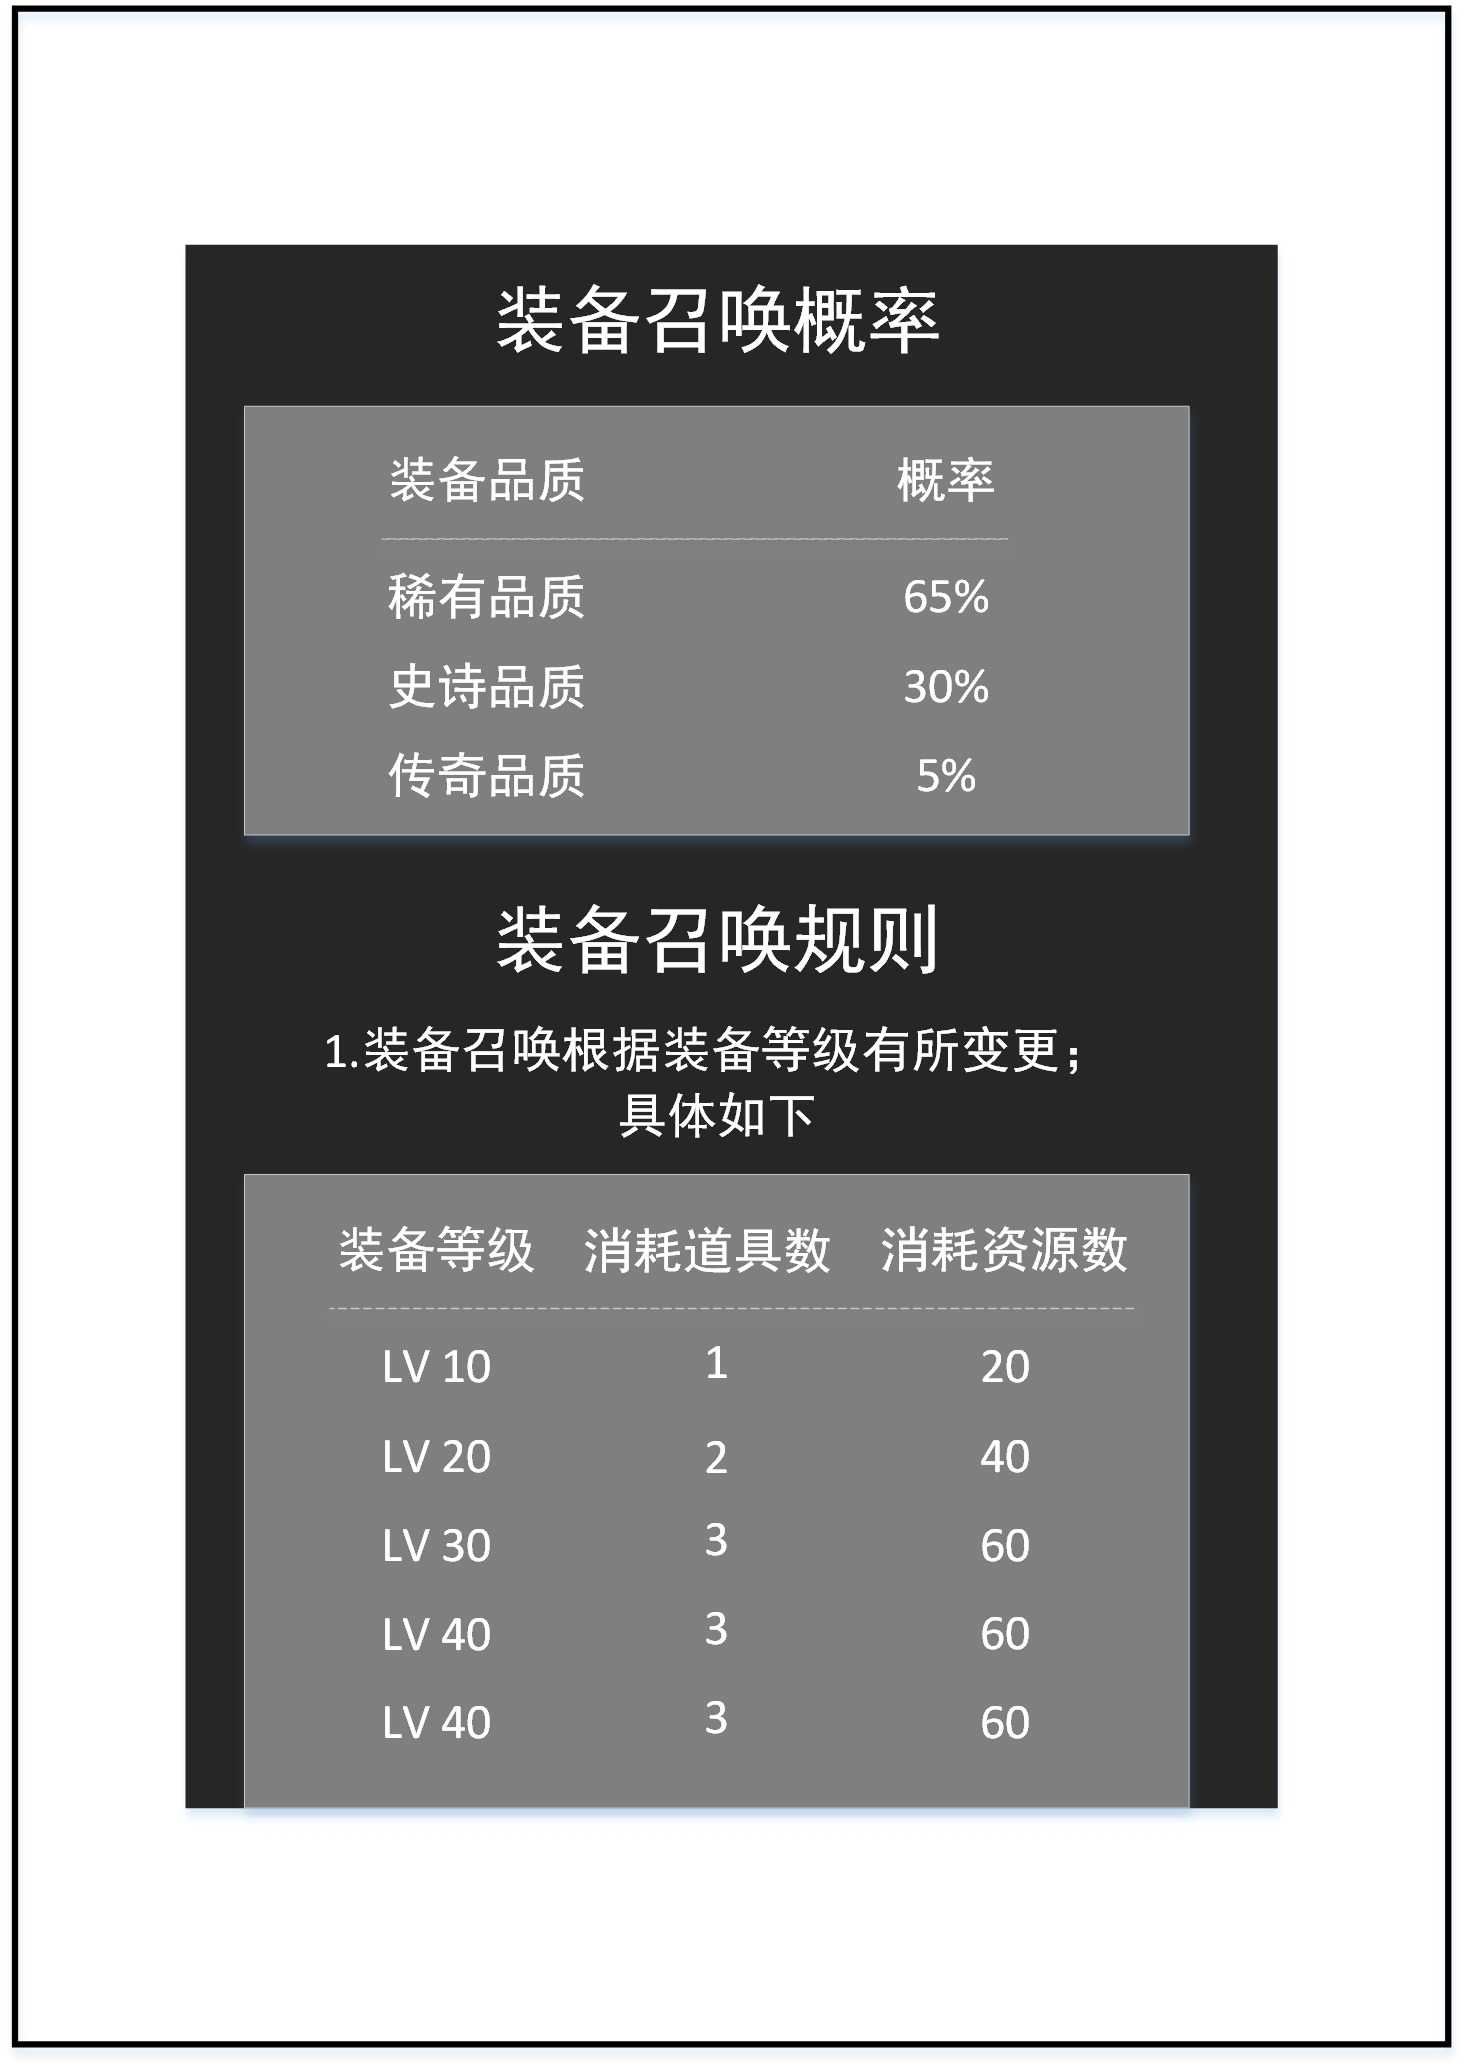 装备召唤概率
装备品质 概率
稀有品质 65%
史诗品质 30%
传奇品质 5%
装备召唤规则
1.装备召唤根据装备等级有所变更；
具体如下
装备等级 消耗道具数 消耗资源数
LV 10 1 20
LV 20 2 40
LV 30 3 60
LV 40 3 60
LV 40 3 60